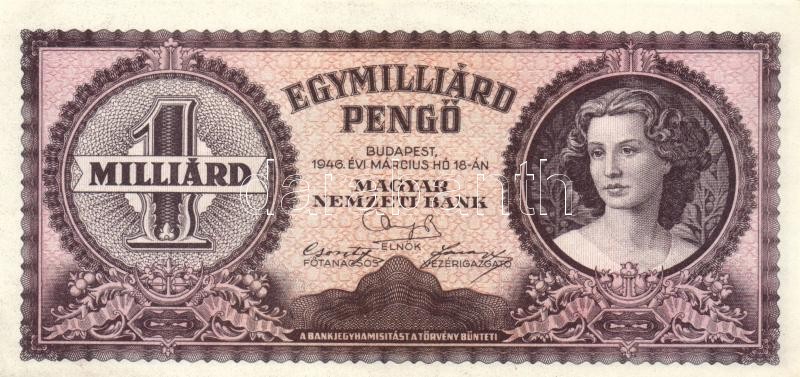 1
MILLIÁRD
EGYMILLIÁRD
PENGŐ
BUDAPEST,
1946. ÉVI MÁRCIUS HÓ 18-ÁN
MAGYAR
NEMZETI BANK
ELNÖK
FŐTANÁCSOS VEZÉRIGAZGATÓ
A BANKJEGYHAMISITÁST A TÖRVÉNY BÜNTETI